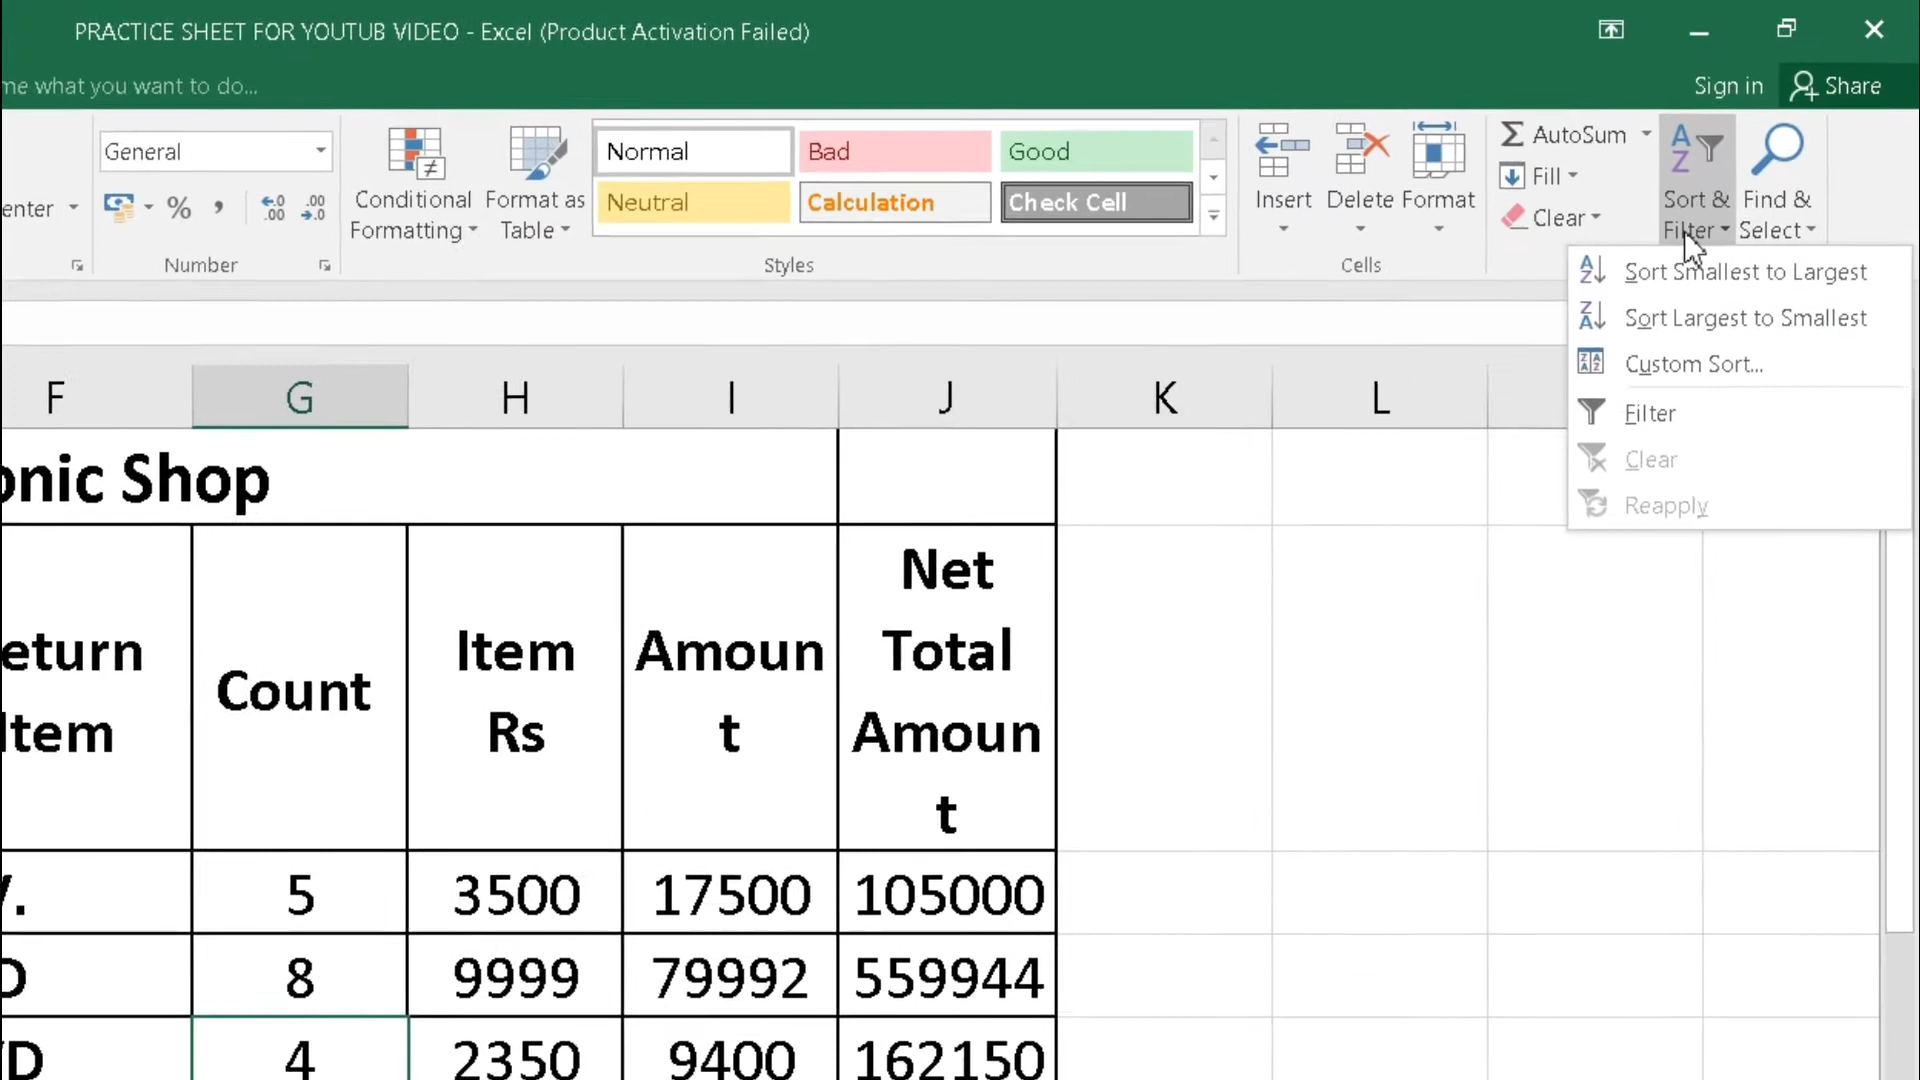 PRACTICE SHEET FOR YOUTUB VIDEO - Excel (Product Activation Failed)
me what you want to do...
Sign in
Share
enter
General
%
Number
Conditional
Formatting
Format as
Table
Normal
Bad
Good
Neutral
Calculation
Check Cell
Styles
Insert
Delete
Format
Cells
AutoSum
Fill
Clear
Sort &
Filter
Find &
Select
Sort Smallest to Largest
Sort Largest to Smallest
Custom Sort...
Filter
Clear
Reapply
F G H I J K L
onic Shop
eturn
Item
Count
Item
Rs
Amoun
t
Net
Total
Amoun
t
5 3500 17500 105000
8 9999 79992 559944
4 2350 9400 162150